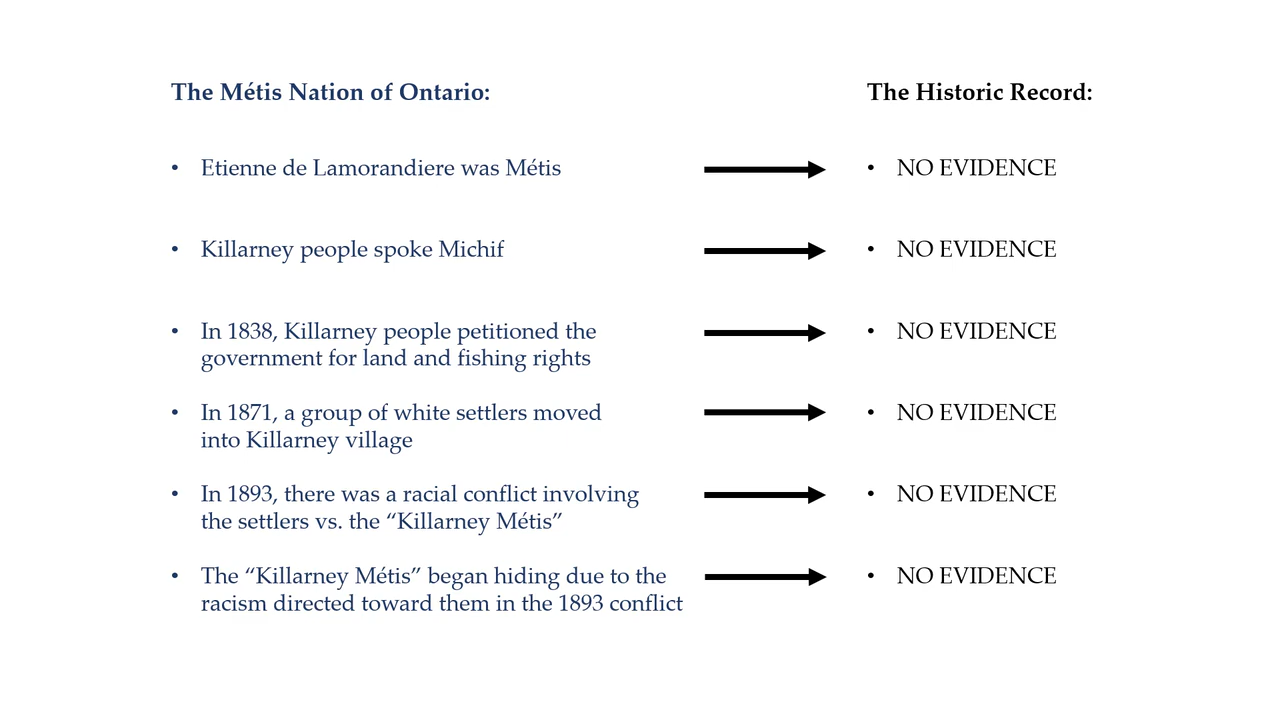 The Métis Nation of Ontario:
The Historic Record:
• Etienne de Lamorandiere was Métis
• NO EVIDENCE
• Killarney people spoke Michif
• NO EVIDENCE
• In 1838, Killarney people petitioned the
government for land and fishing rights
• NO EVIDENCE
• In 1871, a group of white settlers moved
into Killarney village
• NO EVIDENCE
• In 1893, there was a racial conflict involving
the settlers vs. the “Killarney Métis”
• NO EVIDENCE
• The “Killarney Métis” began hiding due to the
racism directed toward them in the 1893 conflict
• NO EVIDENCE